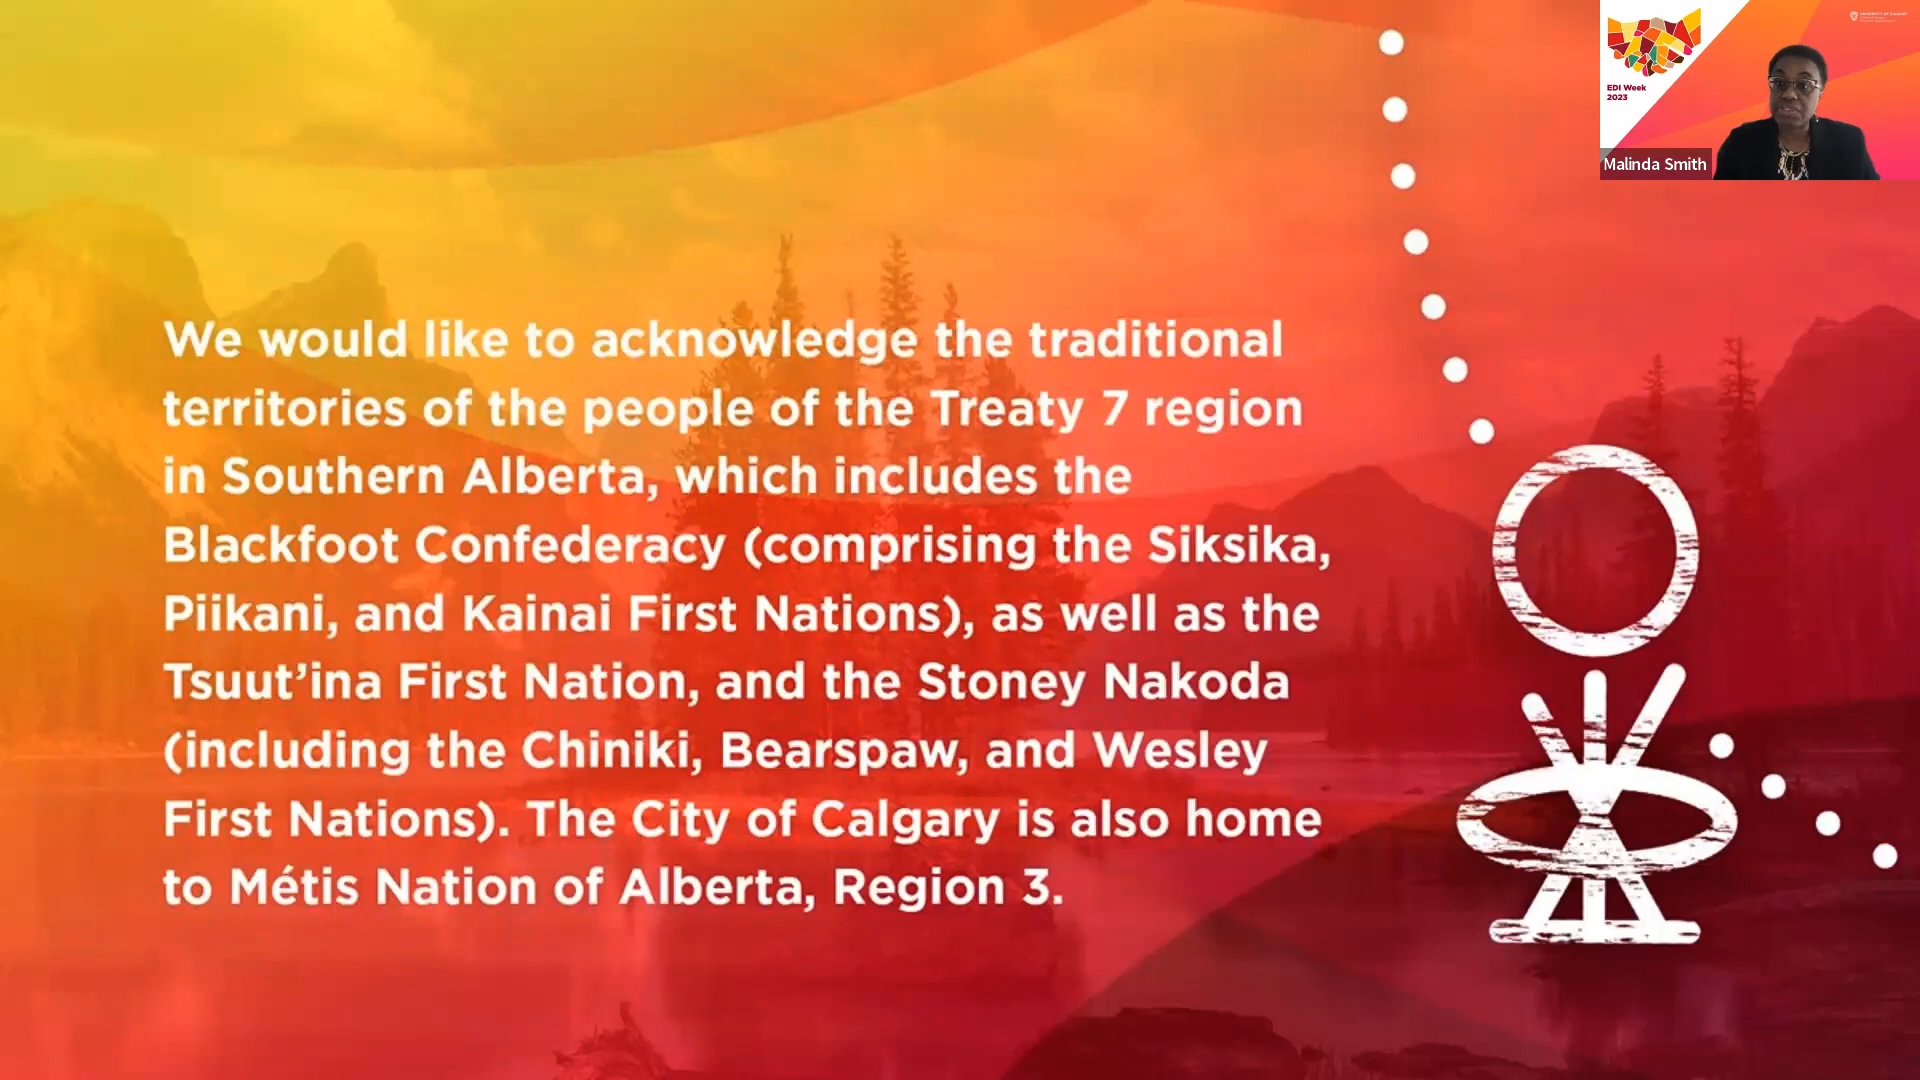 We would like to acknowledge the traditional
territories of the people of the Treaty 7 region
in Southern Alberta, which includes the
Blackfoot Confederacy (comprising the Siksika,
Piikani, and Kainai First Nations), as well as the
Tsuut’ina First Nation, and the Stoney Nakoda
(including the Chiniki, Bearspaw, and Wesley
First Nations). The City of Calgary is also home
to Métis Nation of Alberta, Region 3.
EDI Week
2023
UNIVERSITY OF CALGARY
Malinda Smith